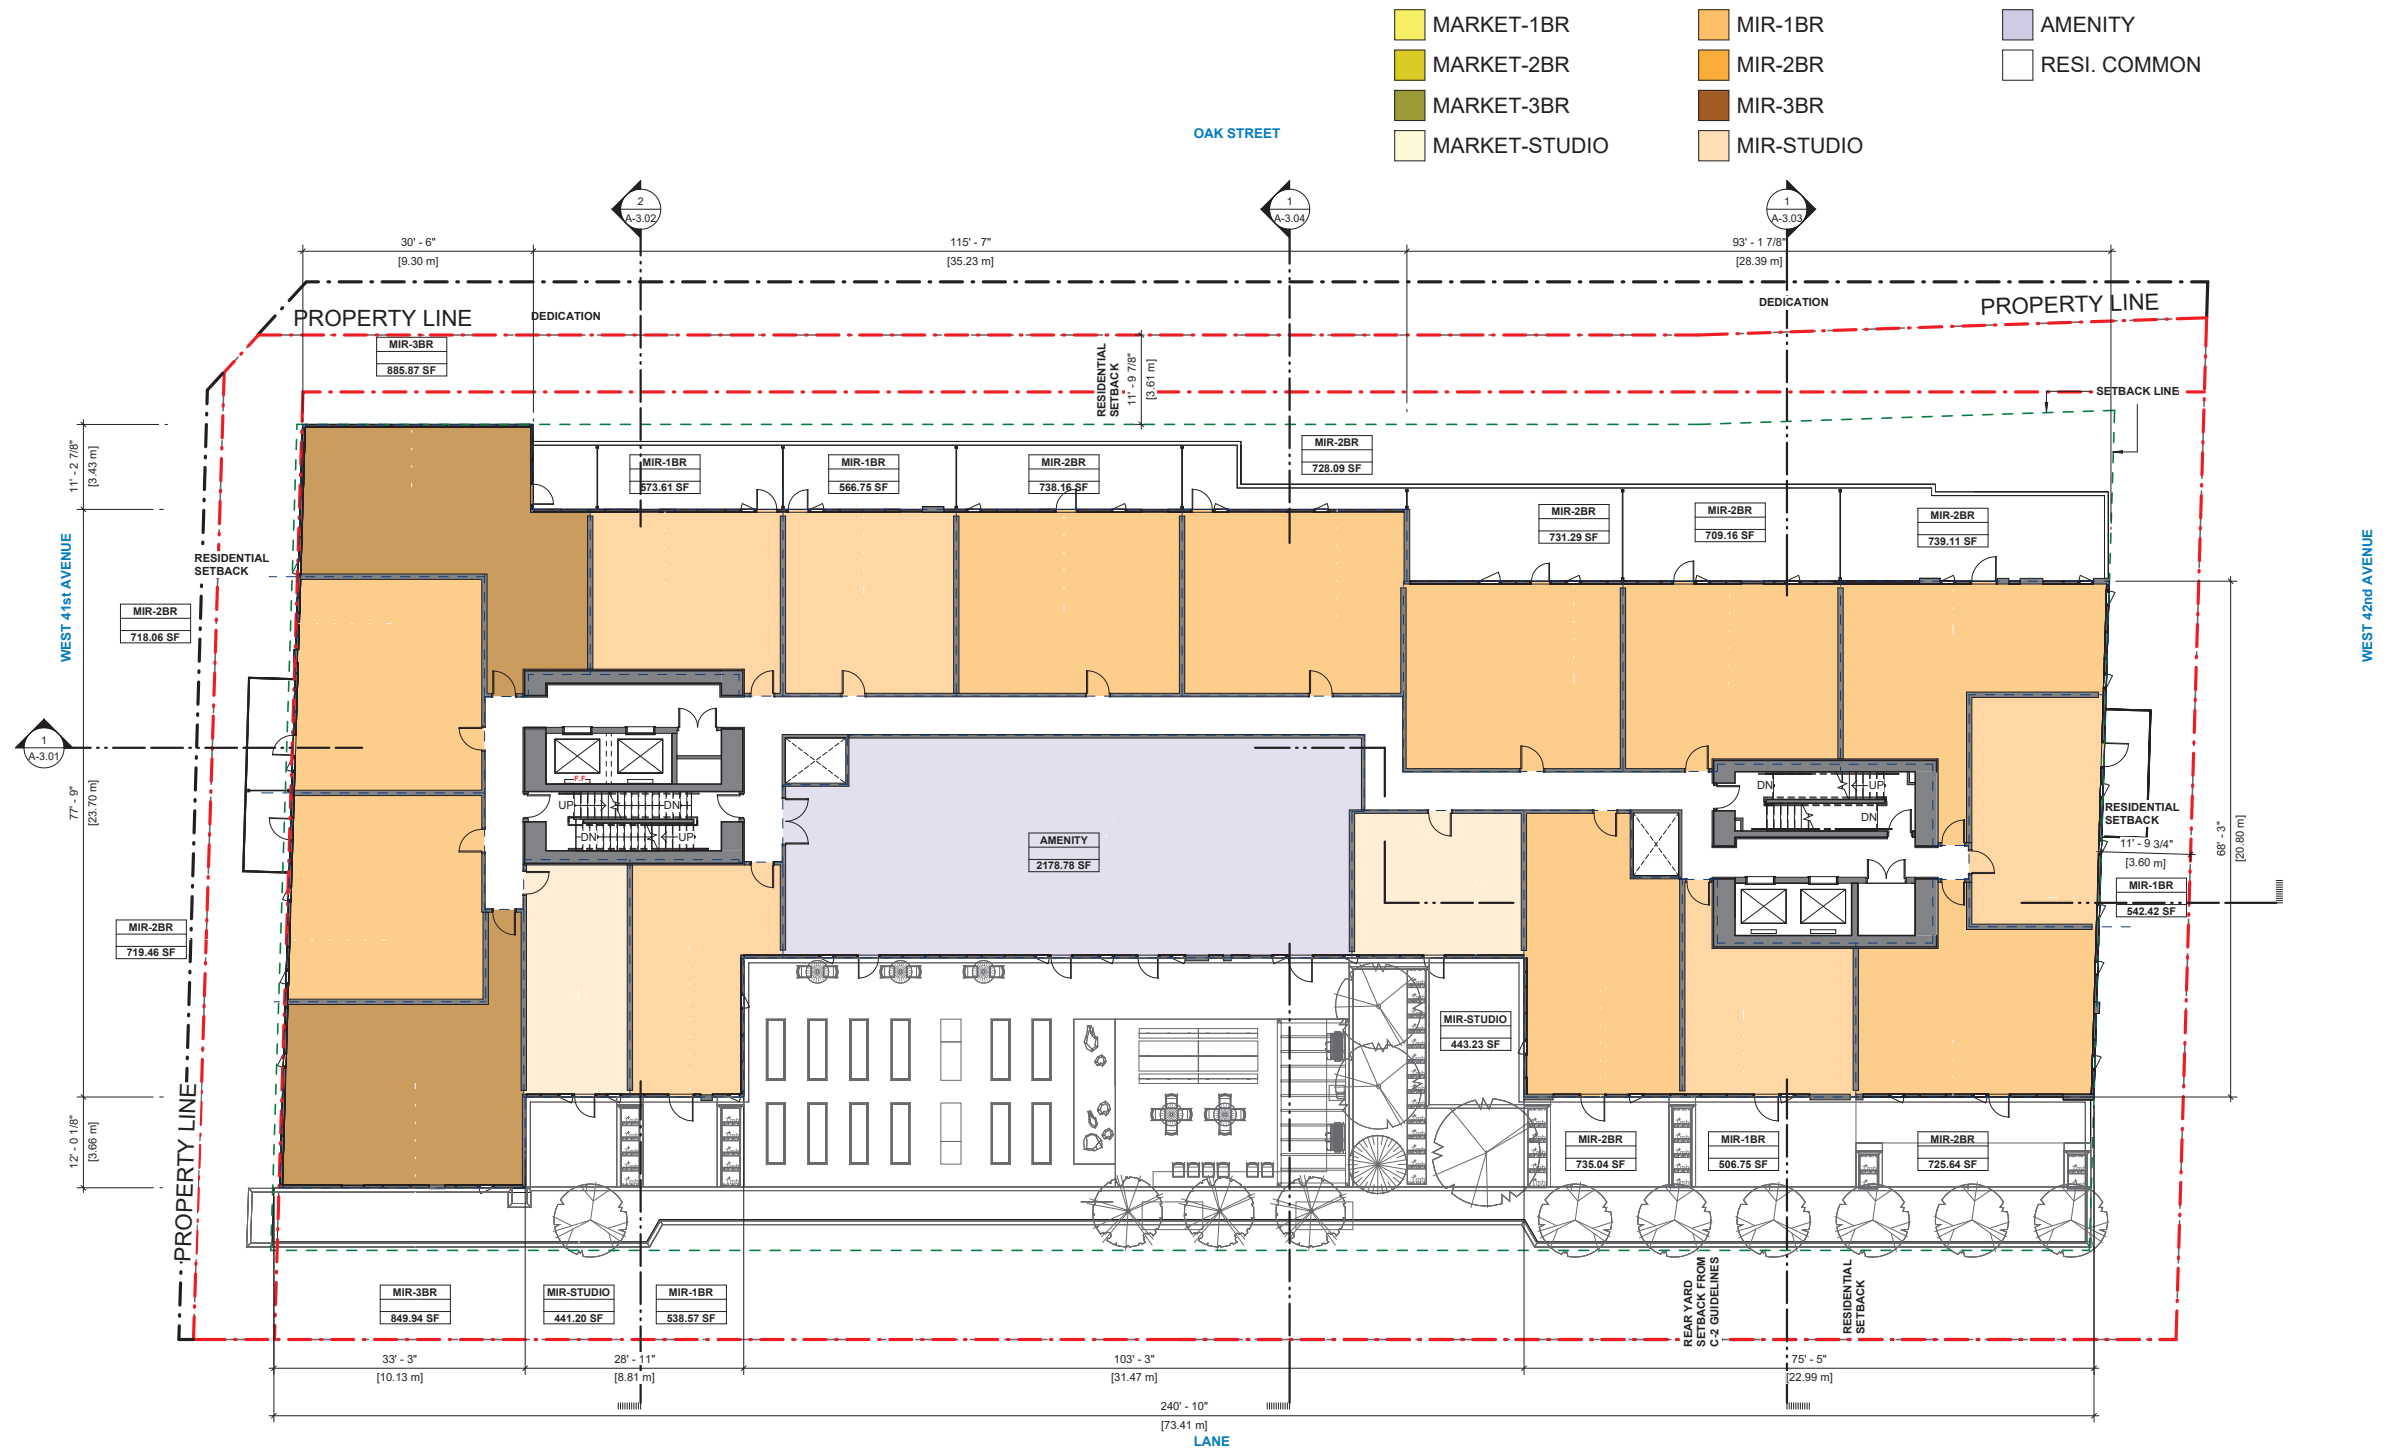 MARKET-1BR
MARKET-2BR
MARKET-3BR
MARKET-STUDIO
MIR-1BR
MIR-2BR
MIR-3BR
MIR-STUDIO
AMENITY
RESI. COMMON
OAK STREET
2
A-3.02
1
A-3.04
1
A-3.03
30' - 6"
[9.30 m]
115' - 7"
[35.23 m]
93' - 1 7/8"
[28.39 m]
PROPERTY LINE
DEDICATION
DEDICATION
PROPERTY LINE
MIR-3BR
885.87 SF
RESIDENTIAL
SETBACK
11' - 9 7/8"
[3.61 m]
SETBACK LINE
11' - 2 7/8"
[3.43 m]
MIR-1BR
573.61 SF
MIR-1BR
566.75 SF
MIR-2BR
738.16 SF
MIR-2BR
728.09 SF
MIR-2BR
731.29 SF
MIR-2BR
709.16 SF
MIR-2BR
739.11 SF
WEST 41st AVENUE
RESIDENTIAL
SETBACK
WEST 42nd AVENUE
MIR-2BR
718.06 SF
1
A-3.01
77' - 9"
[23.70 m]
F.F
UP
DN
DN
UP
AMENITY
2178.78 SF
DN
UP
DN
RESIDENTIAL
SETBACK
11' - 9 3/4"
[3.60 m]
68' - 3"
[20.80 m]
MIR-1BR
542.42 SF
MIR-2BR
719.46 SF
MIR-STUDIO
443.23 SF
12' - 0 1/8"
[3.66 m]
PROPERTY LINE
MIR-2BR
735.04 SF
MIR-1BR
506.75 SF
MIR-2BR
725.64 SF
MIR-3BR
849.94 SF
MIR-STUDIO
441.20 SF
MIR-1BR
538.57 SF
REAR YARD
SETBACK FROM
C-2 GUIDELINES
RESIDENTIAL
SETBACK
33' - 3"
[10.13 m]
28' - 11"
[8.81 m]
103' - 3"
[31.47 m]
75' - 5"
[22.99 m]
240' - 10"
[73.41 m]
LANE